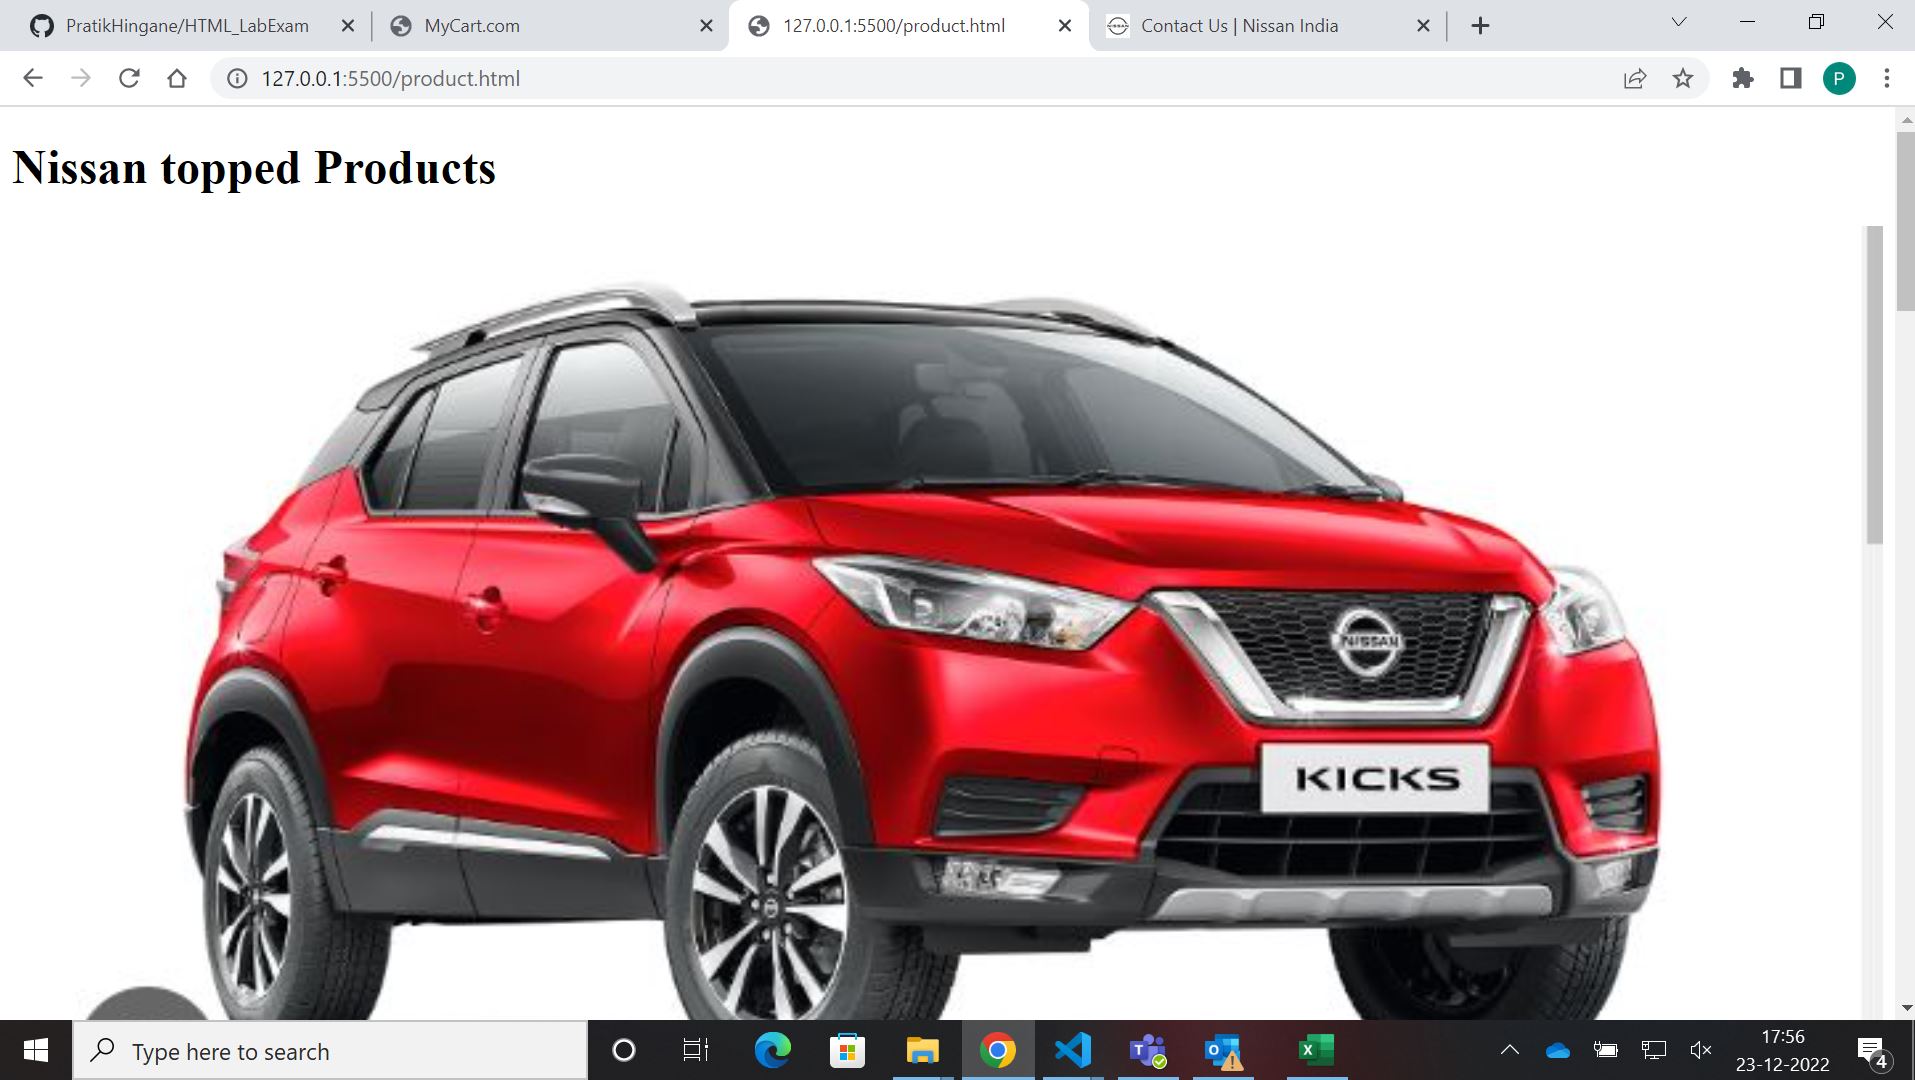 PratikHingane/HTML_LabExam
MyCart.com
127.0.0.1:5500/product.html
Contact Us | Nissan India
127.0.0.1:5500/product.html
P
Nissan topped Products
NISSAN
KICKS
Type here to search
17:56
23-12-2022
4